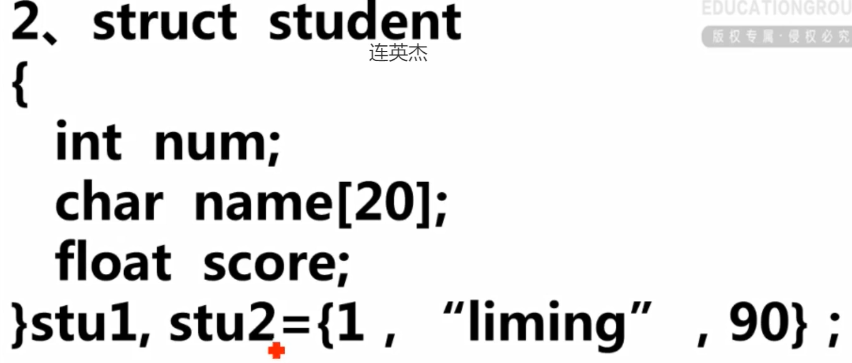 EDUCATIONGROU
版权专属·侵权必究
2、struct student
连英杰
{
int num;
char name[20];
float score;
}stu1, stu2={1 , “liming” , 90} ;